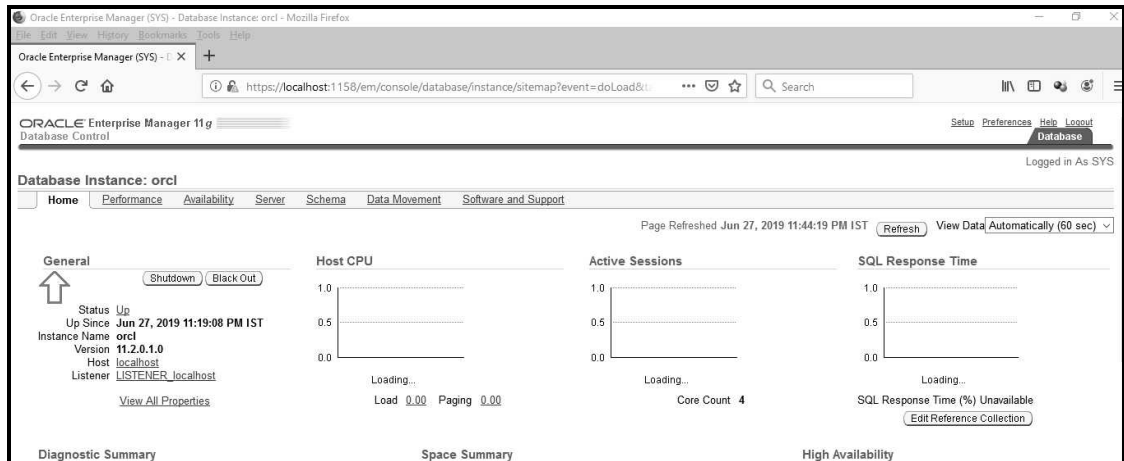 Oracle Enterprise Manager (SYS) - Database Instance: orcl - Mozilla Firefox
File Edit View History Bookmarks Tools Help
Oracle Enterprise Manager (SYS) - D
https://localhost:1158/em/console/database/instance/sitemap?event=doLoad&t
Search
ORACLE Enterprise Manager 11g
Database Control
Setup Preferences Help Logout
Database
Logged in As SYS
Database Instance: orcl
Home Performance Availability Server Schema Data Movement Software and Support
Page Refreshed Jun 27, 2019 11:44:19 PM IST Refresh View Data Automatically (60 sec)
General
Shutdown Black Out
Status Up
Up Since Jun 27, 2019 11:19:08 PM IST
Instance Name orcl
Version 11.2.0.1.0
Host localhost
Listener LISTENER_localhost
View All Properties
Host CPU
1.0
0.5
0.0
Loading...
Load 0.00 Paging 0.00
Active Sessions
1.0
0.5
0.0
Loading...
Core Count 4
SQL Response Time
1.0
0.5
0.0
Loading...
SQL Response Time (%) Unavailable
Edit Reference Collection
Diagnostic Summary
Space Summary
High Availability